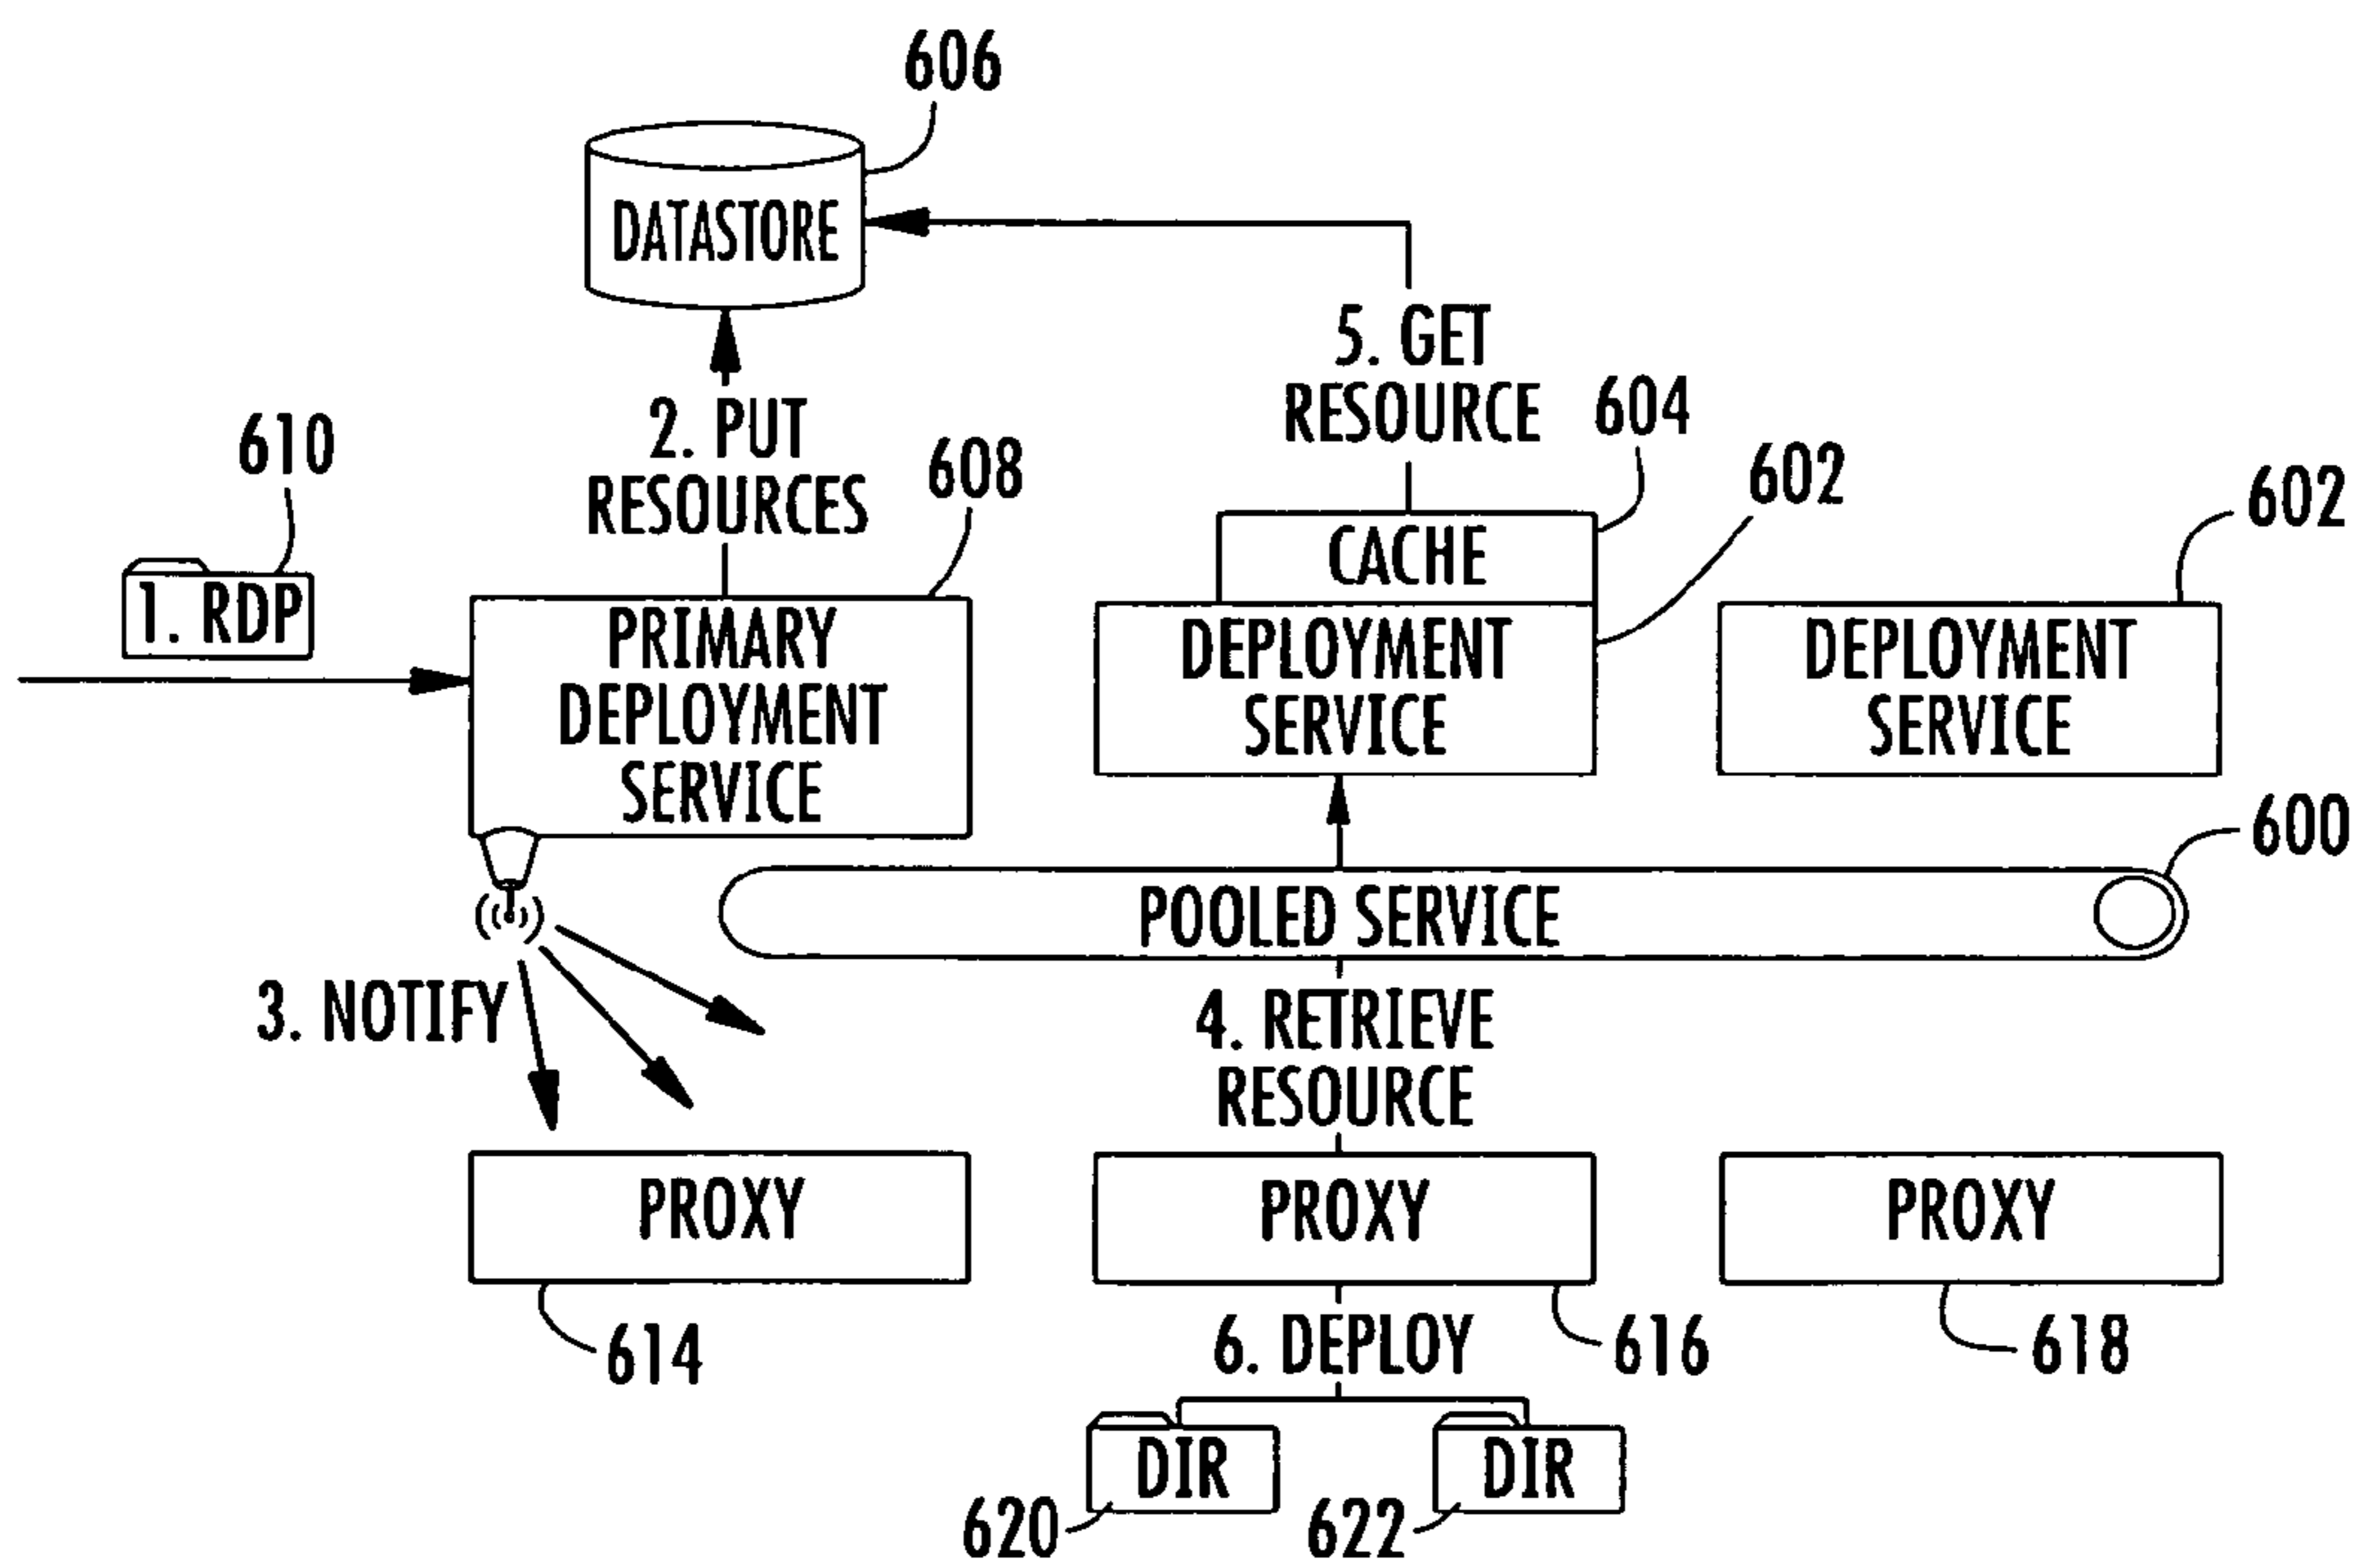 606
DATASTORE
5. GET
RESOURCE
2. PUT
RESOURCES
610
608
604
602
602
1. RDP
CACHE
PRIMARY
DEPLOYMENT
SERVICE
DEPLOYMENT
SERVICE
DEPLOYMENT
SERVICE
600
POOLED SERVICE
3. NOTIFY
4. RETRIEVE
RESOURCE
PROXY
PROXY
PROXY
614
6. DEPLOY
616
618
DIR
DIR
620
622